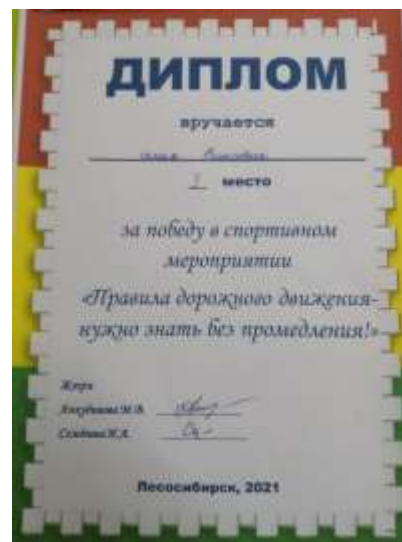 ДИПЛОМ
вручается
место
за победу в спортивном
мероприятии
«Правила дорожного движения-
нужно знать без промедления!»
Жюри
Лесосибирск, 2021